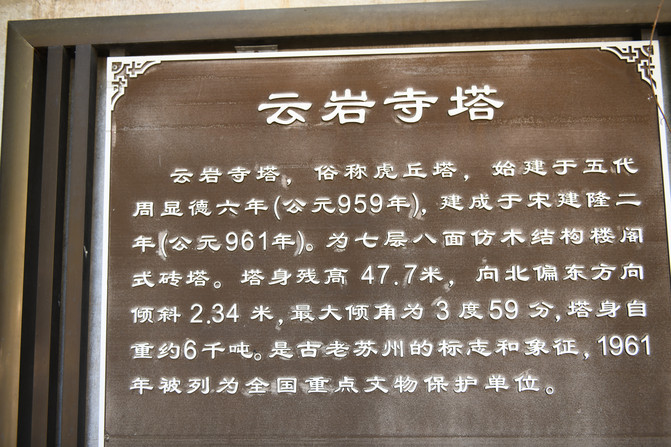 云岩寺塔
云岩寺塔，俗称虎丘塔，始建于五代
周显德六年(公元959年)，建成于宋建隆二
年(公元961年)。为七层八面仿木结构楼阁
式砖塔。塔身残高 47.7米，向北偏东方向
倾斜 2.34 米，最大倾角为 3 度59 分，塔身自
重约6千吨。是古老苏州的标志和象征，1961
年被列为全国重点文物保护单位。